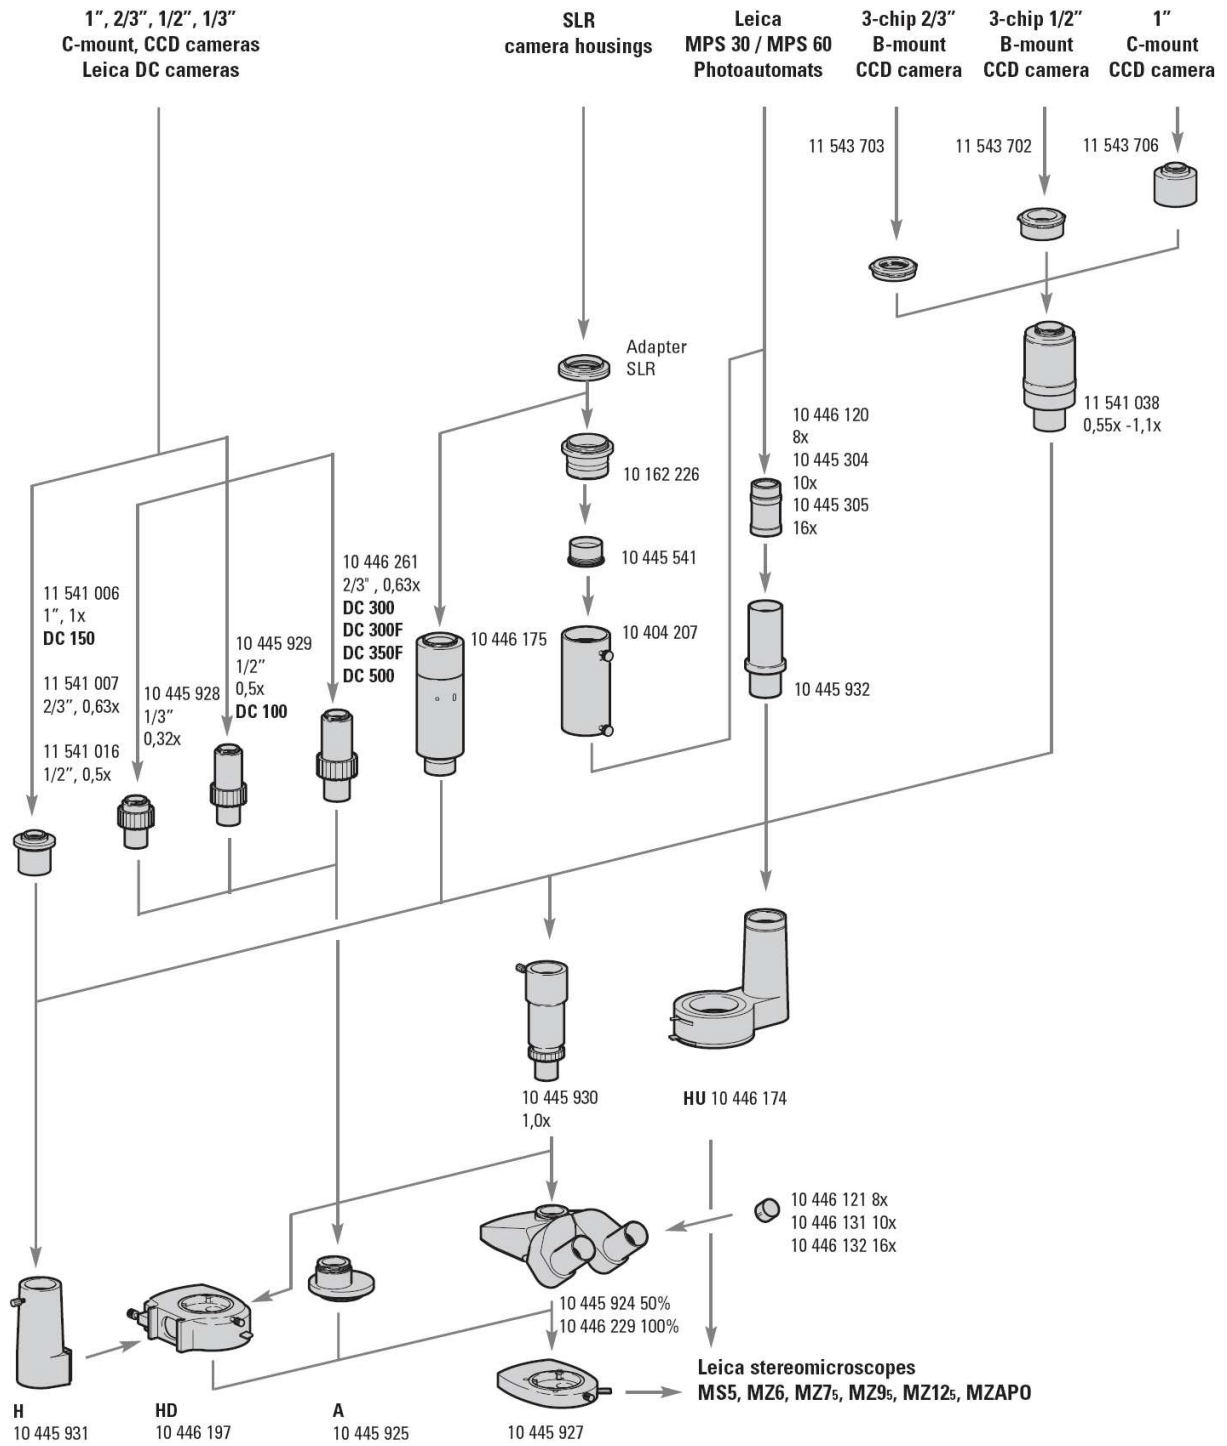 1”, 2/3”, 1/2”, 1/3”
C-mount, CCD cameras
Leica DC cameras
SLR
camera housings
Leica
MPS 30 / MPS 60
Photoautomats
3-chip 2/3”
B-mount
CCD camera
3-chip 1/2”
B-mount
CCD camera
1”
C-mount
CCD camera
11 543 703
11 543 702
11 543 706
Adapter
SLR
11 541 038
0,55x -1,1x
10 446 120
8x
10 445 304
10x
10 445 305
16x
10 162 226
10 445 541
10 404 207
10 446 175
10 445 932
10 446 261
2/3" , 0,63x
DC 300
DC 300F
DC 350F
DC 500
11 541 006
1”, 1x
DC 150
11 541 007
2/3”, 0,63x
11 541 016
1/2”, 0,5x
10 445 928
1/3”
0,32x
10 445 929
1/2”
0,5x
DC 100
10 445 930
1,0x
HU 10 446 174
10 446 121 8x
10 446 131 10x
10 446 132 16x
10 445 924 50%
10 446 229 100%
Leica stereomicroscopes
MS5, MZ6, MZ75, MZ95, MZ125, MZAPO
H
10 445 931
HD
10 446 197
A
10 445 925
10 445 927